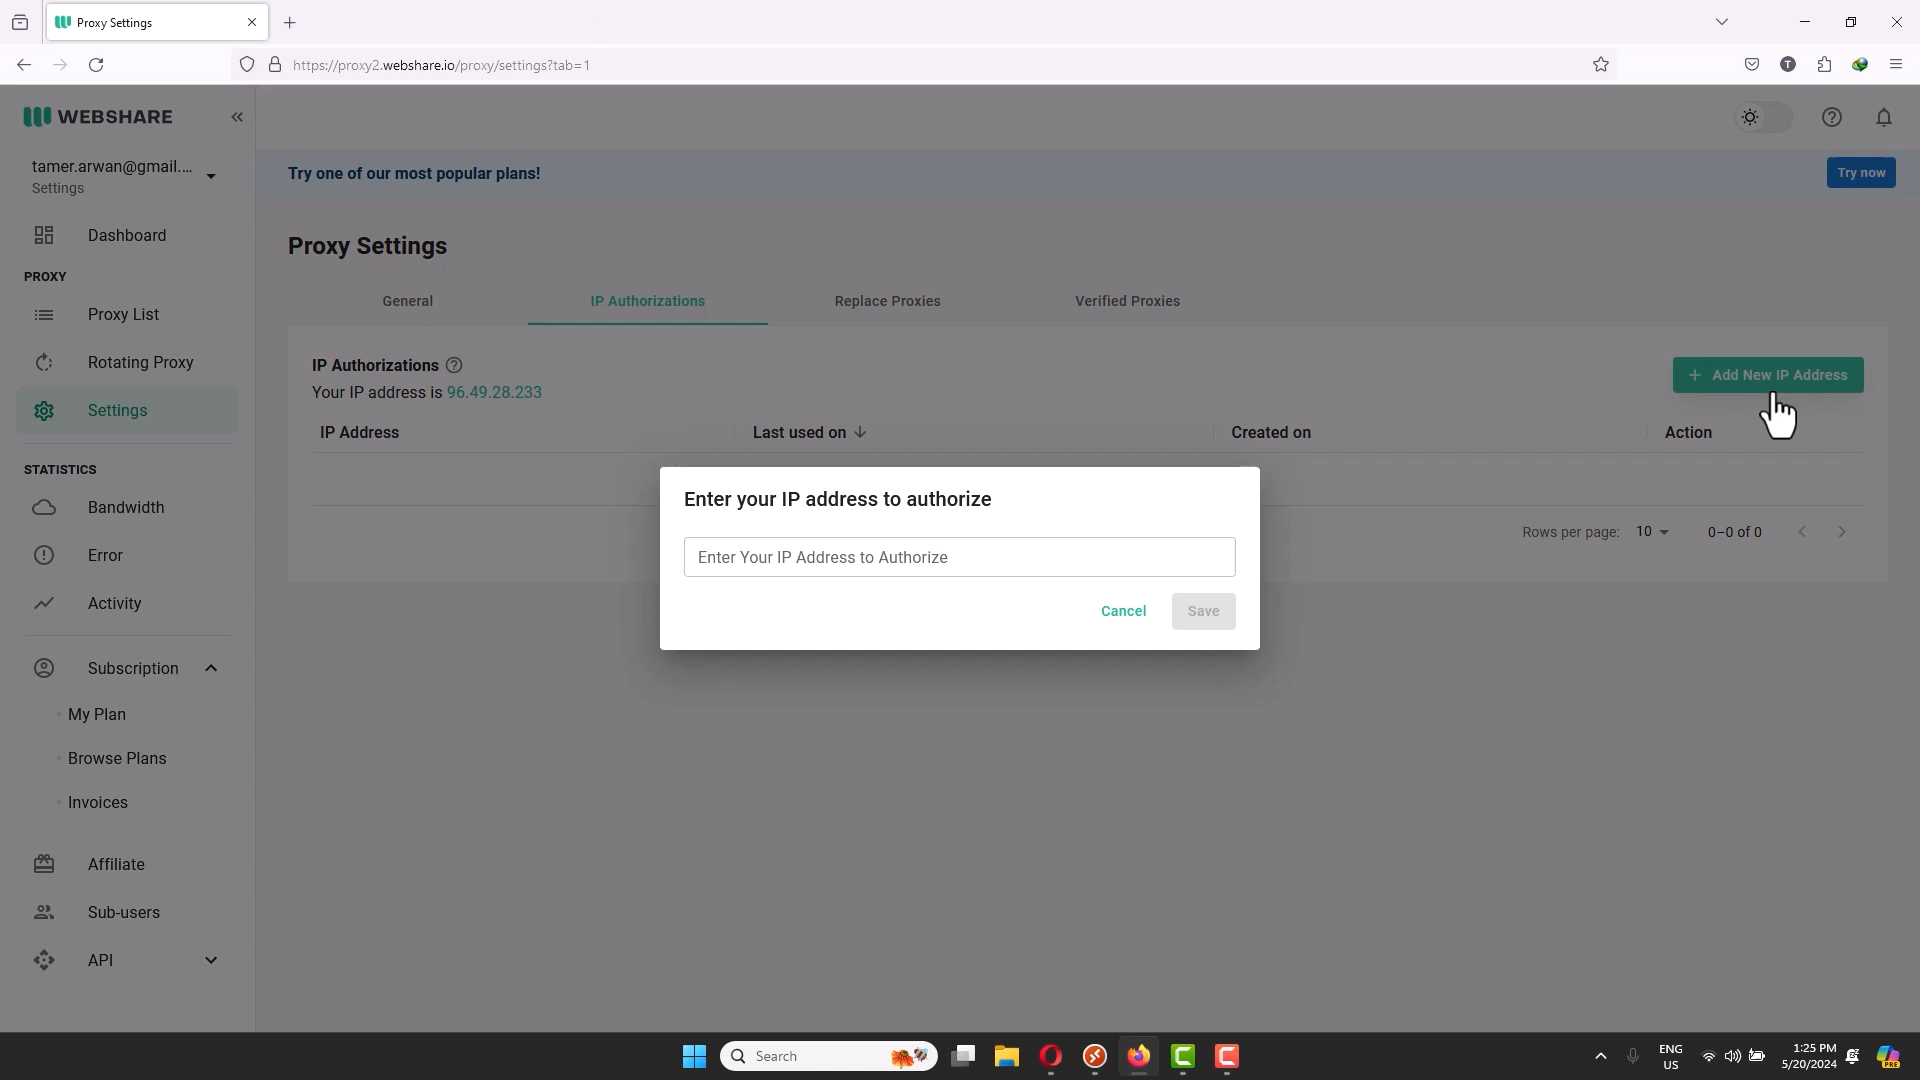 Proxy Settings
https://proxy2.webshare.io/proxy/settings?tab=1
T
WEBSHARE
tamer.arwan@gmail....
Settings
Try one of our most popular plans!
Try now
Dashboard
PROXY
Proxy List
Rotating Proxy
Settings
STATISTICS
Bandwidth
Error
Activity
Subscription
My Plan
Browse Plans
Invoices
Affiliate
Sub-users
API
Proxy Settings
General
IP Authorizations
Replace Proxies
Verified Proxies
IP Authorizations
Your IP address is 96.49.28.233
+ Add New IP Address
IP Address
Last used on
Created on
Action
Rows per page: 10
0–0 of 0
Enter your IP address to authorize
Enter Your IP Address to Authorize
Cancel
Save
Search
ENG
US
1:25 PM
5/20/2024
PRE